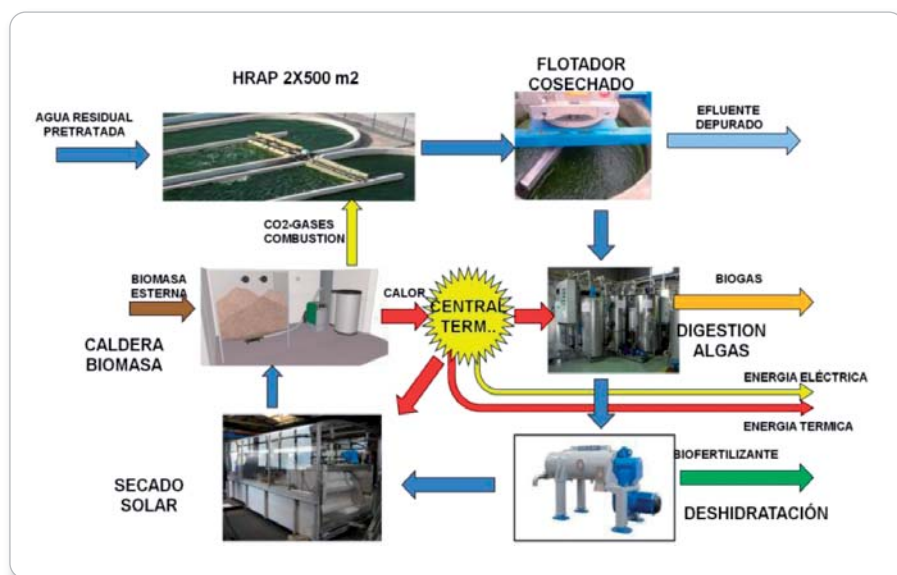 HRAP 2X500 m2
FLOTADOR
COSECHADO
AGUA RESIDUAL
PRETRATADA
EFLUENTE
DEPURADO
CO2-GASES
COMBUSTION
BIOMASA
ESTERNA
CALOR
CENTRAL
TERM..
BIOGAS
CALDERA
BIOMASA
DIGESTION
ALGAS
ENERGIA ELÉCTRICA
ENERGIA TERMICA
SECADO
SOLAR
BIOFERTILIZANTE
DESHIDRATACIÓN